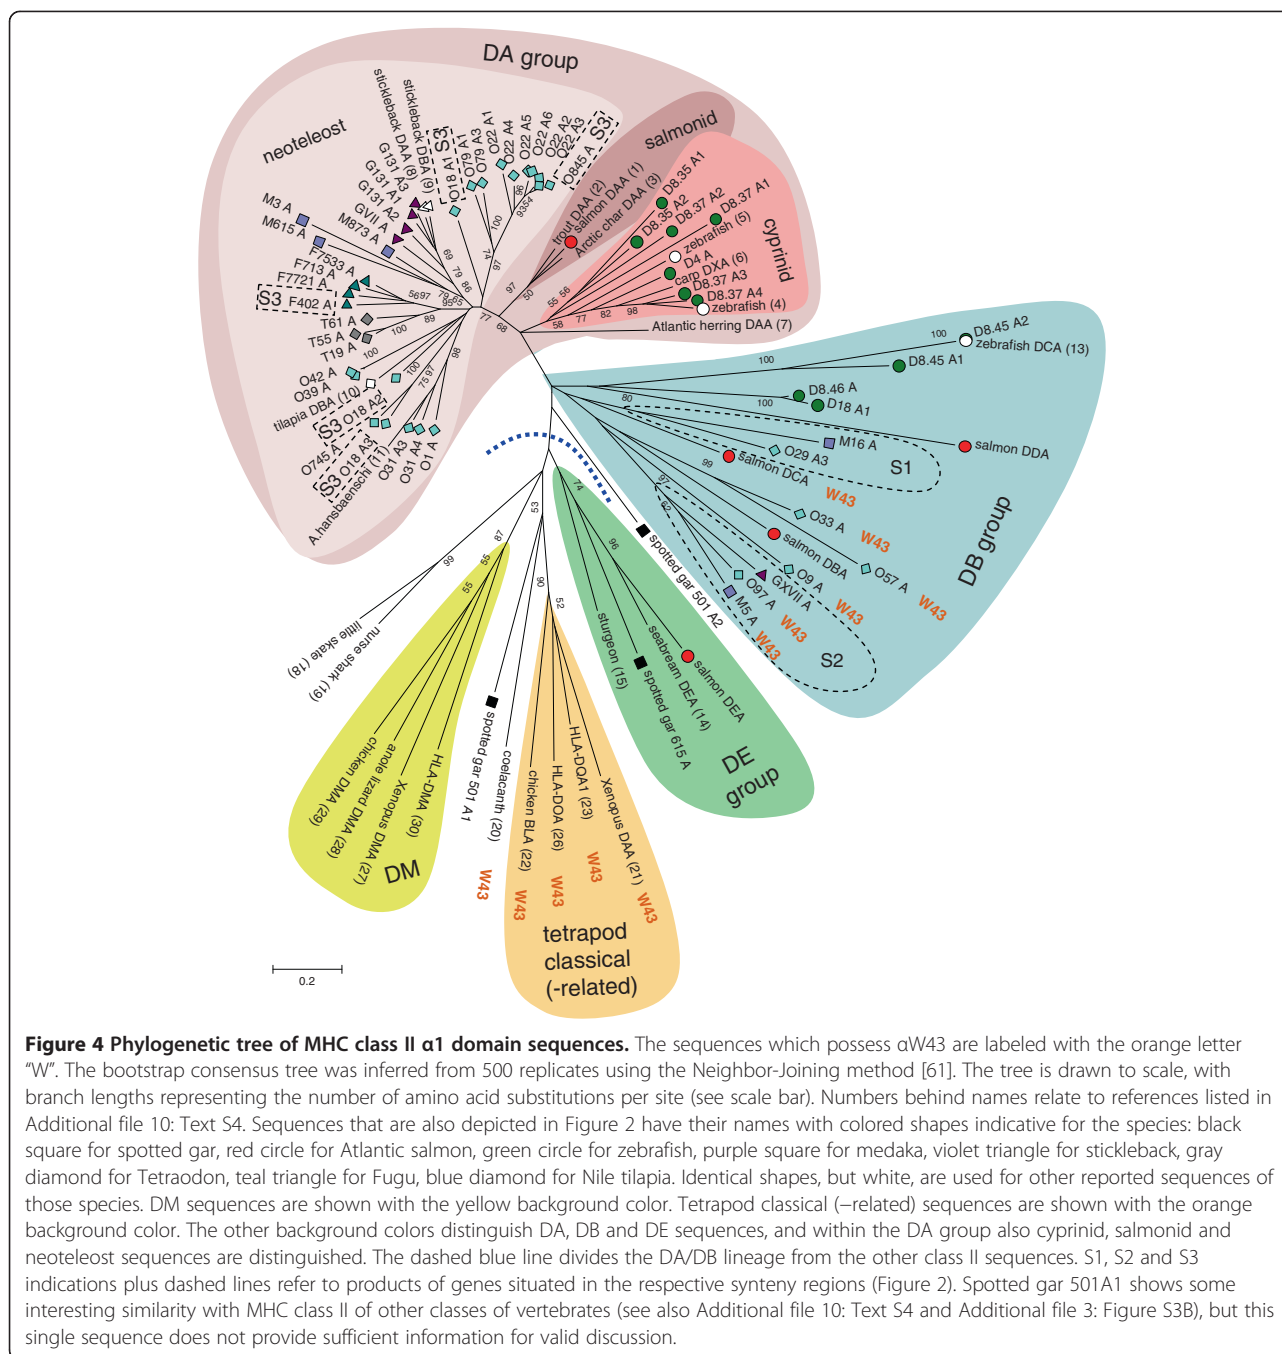 DA group
neoteleost
salmonid
cyprinid
stickleback DAA (8)
stickleback DBA (9)
G131 A3
G131 A1
G131 A2
GVII A
M873 A
M3 A
M615 A
F7533 A
F713 A
F7721 A
S3 F402 A
T61 A
T55 A
T19 A
O42 A
O39 A
tilapia DBA (10)
S3 O18 A2
O745 A
S3 O18 A3
A.hansbaenschi (11)
O31 A3
O31 A4
O1 A
O18 A1 S3
O79 A1
O79 A3
O22 A1
O22 A4
O22 A5
O22 A6
O22 A2
O22 A3
O845 A S3
trout DAA (2)
salmon DAA (1)
Arctic char DAA (3)
D8.35 A1
D8.35 A2
D8.37 A2
D8.37 A1
zebrafish (5)
D4 A
carp DXA (6)
D8.37 A3
D8.37 A4
zebrafish (4)
Atlantic herring DAA (7)
DB group
D8.45 A2
zebrafish DCA (13)
D8.45 A1
D8.46 A
D18 A1
salmon DDA
M16 A
O29 A3
S1
salmon DCA
W43
O33 A
W43
salmon DBA
O57 A
W43
O9 A
W43
GXVII A
W43
O97 A
M5 A
W43
S2
spotted gar 501 A2
DE group
salmon DEA
seabream DEA (14)
spotted gar 615 A
sturgeon (15)
tetrapod
classical
(-related)
Xenopus DAA (21)
W43
HLA-DQA1 (23)
W43
HLA-DOA (26)
W43
chicken BLA (22)
W43
coelacanth (20)
W43
spotted gar 501 A1
DM
HLA-DMA (30)
Xenopus DMA (27)
anole lizard DMA (28)
chicken DMA (29)
nurse shark (19)
little skate (18)
0.2
Figure 4 Phylogenetic tree of MHC class II α1 domain sequences. The sequences which possess αW43 are labeled with the orange letter
"W". The bootstrap consensus tree was inferred from 500 replicates using the Neighbor-Joining method [61]. The tree is drawn to scale, with
branch lengths representing the number of amino acid substitutions per site (see scale bar). Numbers behind names relate to references listed in
Additional file 10: Text S4. Sequences that are also depicted in Figure 2 have their names with colored shapes indicative for the species: black
square for spotted gar, red circle for Atlantic salmon, green circle for zebrafish, purple square for medaka, violet triangle for stickleback, gray
diamond for Tetraodon, teal triangle for Fugu, blue diamond for Nile tilapia. Identical shapes, but white, are used for other reported sequences of
those species. DM sequences are shown with the yellow background color. Tetrapod classical (−related) sequences are shown with the orange
background color. The other background colors distinguish DA, DB and DE sequences, and within the DA group also cyprinid, salmonid and
neoteleost sequences are distinguished. The dashed blue line divides the DA/DB lineage from the other class II sequences. S1, S2 and S3
indications plus dashed lines refer to products of genes situated in the respective synteny regions (Figure 2). Spotted gar 501A1 shows some
interesting similarity with MHC class II of other classes of vertebrates (see also Additional file 10: Text S4 and Additional file 3: Figure S3B), but this
single sequence does not provide sufficient information for valid discussion.